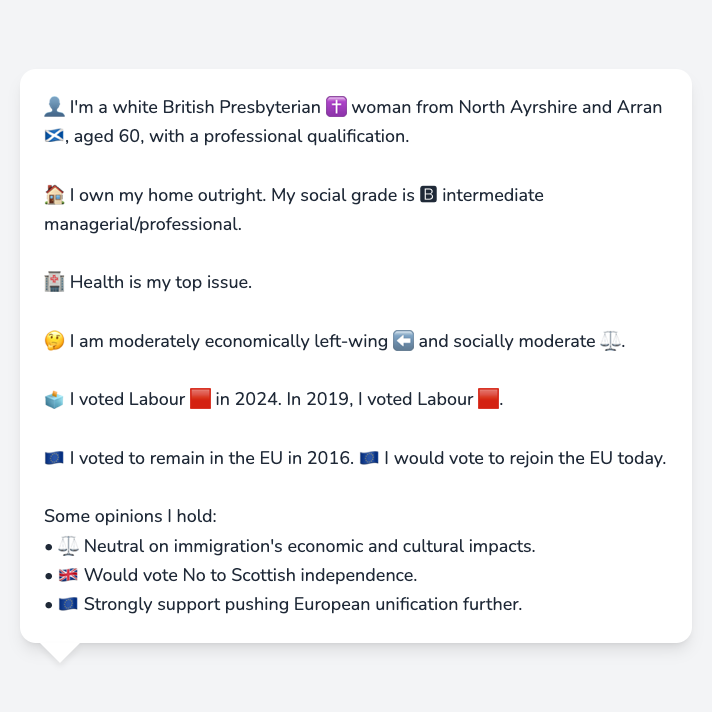 👤 I'm a white British Presbyterian ✝️ woman from North Ayrshire and Arran
🏴󠁧󠁢󠁳󠁣󠁴󠁿, aged 60, with a professional qualification.
🏠 I own my home outright. My social grade is 🅱 intermediate
managerial/professional.
🏥 Health is my top issue.
🤔 I am moderately economically left-wing ⬅️ and socially moderate ⚖️.
🗳️ I voted Labour 🟥 in 2024. In 2019, I voted Labour 🟥.
🇪🇺 I voted to remain in the EU in 2016. 🇪🇺 I would vote to rejoin the EU today.
Some opinions I hold:
• ⚖️ Neutral on immigration's economic and cultural impacts.
• 🇬🇧 Would vote No to Scottish independence.
• 🇪🇺 Strongly support pushing European unification further.